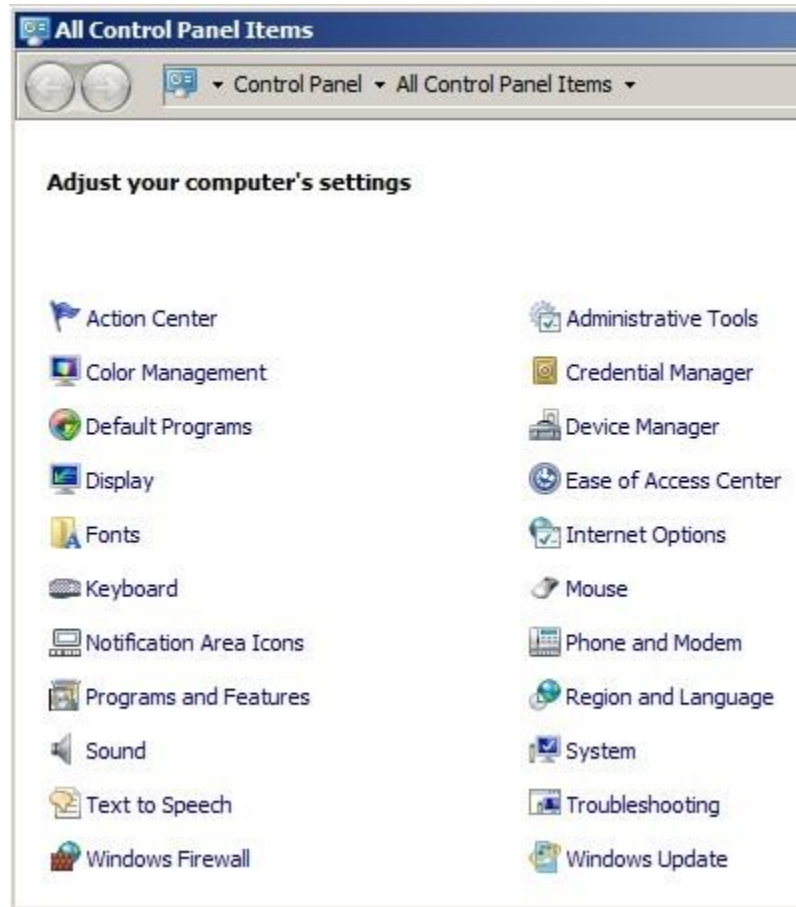 All Control Panel Items
Control Panel All Control Panel Items
Adjust your computer's settings
Action Center Administrative Tools
Color Management Credential Manager
Default Programs Device Manager
Display Ease of Access Center
Fonts Internet Options
Keyboard Mouse
Notification Area Icons Phone and Modem
Programs and Features Region and Language
Sound System
Text to Speech Troubleshooting
Windows Firewall Windows Update